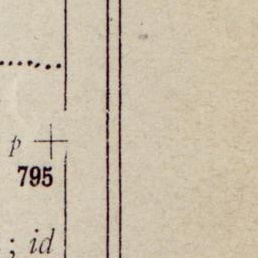 ..........
p +
795
; id